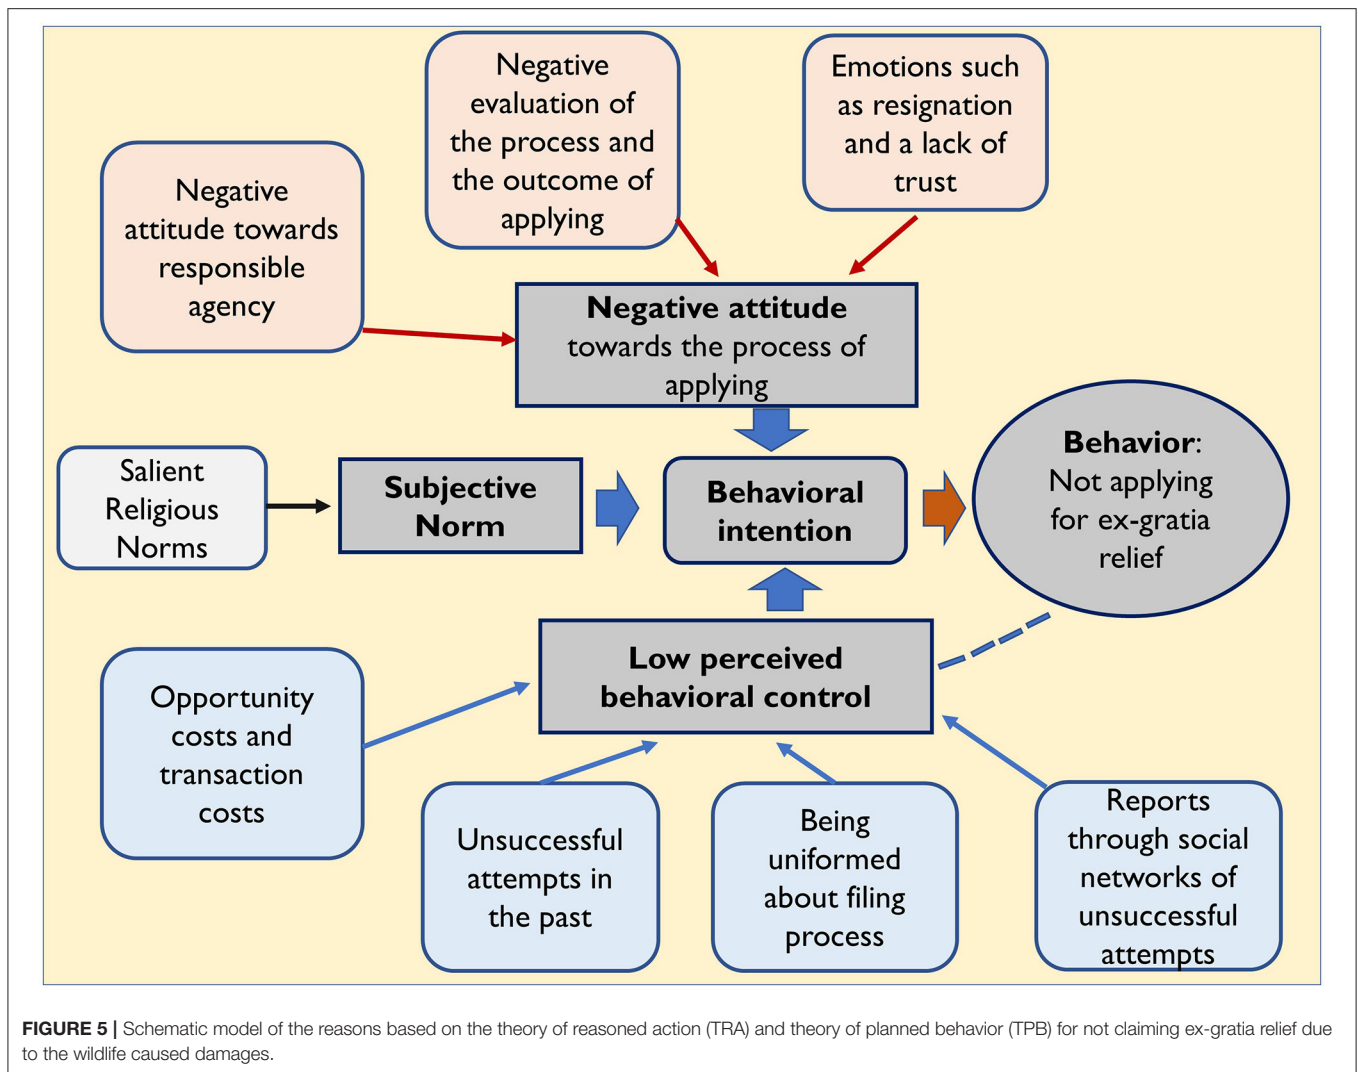 Negative
evaluation of
the process and
the outcome of
applying
Emotions such
as resignation
and a lack of
trust
Negative
attitude towards
responsible
agency
Negative attitude
towards the process of
applying
Salient
Religious
Norms
Subjective
Norm
Behavioral
intention
Behavior:
Not applying
for ex-gratia
relief
Low perceived
behavioral control
Opportunity
costs and
transaction
costs
Unsuccessful
attempts in
the past
Being
uniformed
about filing
process
Reports
through social
networks of
unsuccessful
attempts
FIGURE 5 | Schematic model of the reasons based on the theory of reasoned action (TRA) and theory of planned behavior (TPB) for not claiming ex-gratia relief due
to the wildlife caused damages.